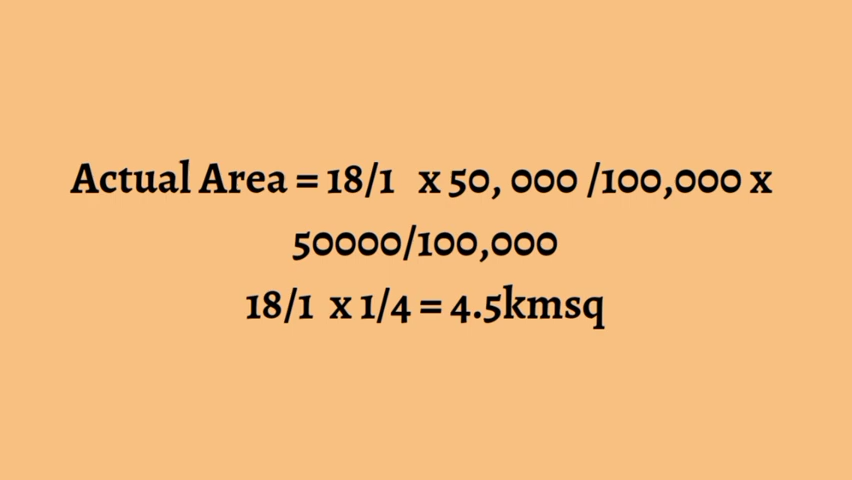 Actual Area = 18/1 x 50, 000 /100,000 x
50000/100,000
18/1 x 1/4 = 4.5kmsq